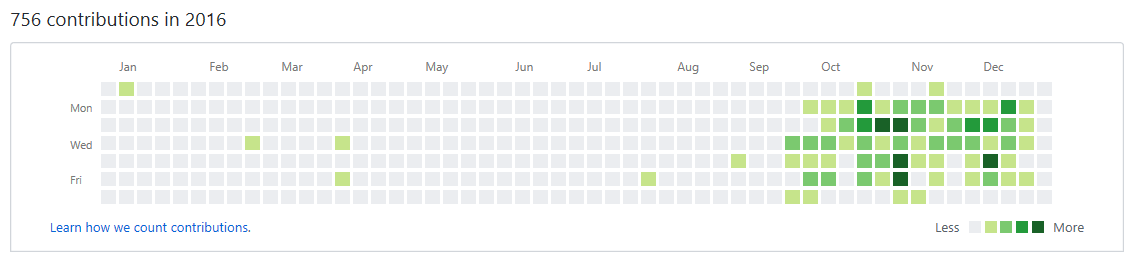 756 contributions in 2016
Jan Feb Mar Apr May Jun Jul Aug Sep Oct Nov Dec
Mon
Wed
Fri
Learn how we count contributions.
Less More